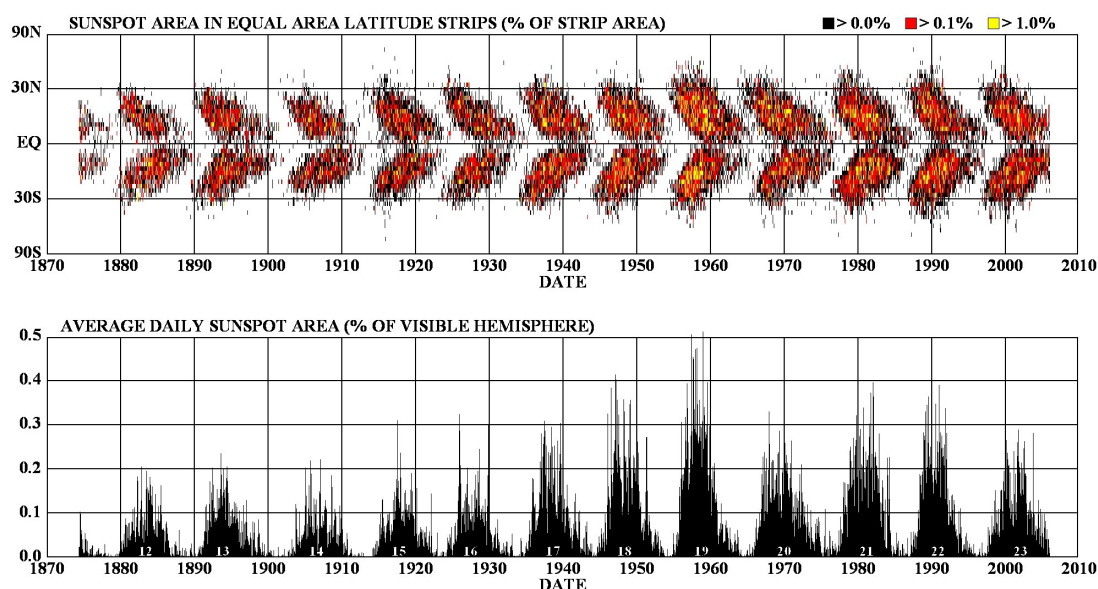 SUNSPOT AREA IN EQUAL AREA LATITUDE STRIPS (% OF STRIP AREA) > 0.0% > 0.1% > 1.0%
90N
30N
EQ
30S
90S
1870 1880 1890 1900 1910 1920 1930 1940 1950 1960 1970 1980 1990 2000 2010
DATE
AVERAGE DAILY SUNSPOT AREA (% OF VISIBLE HEMISPHERE)
0.5
0.4
0.3
0.2
0.1
0.0 12 13 14 15 16 17 18 19 20 21 22 23
1870 1880 1890 1900 1910 1920 1930 1940 1950 1960 1970 1980 1990 2000 2010
DATE